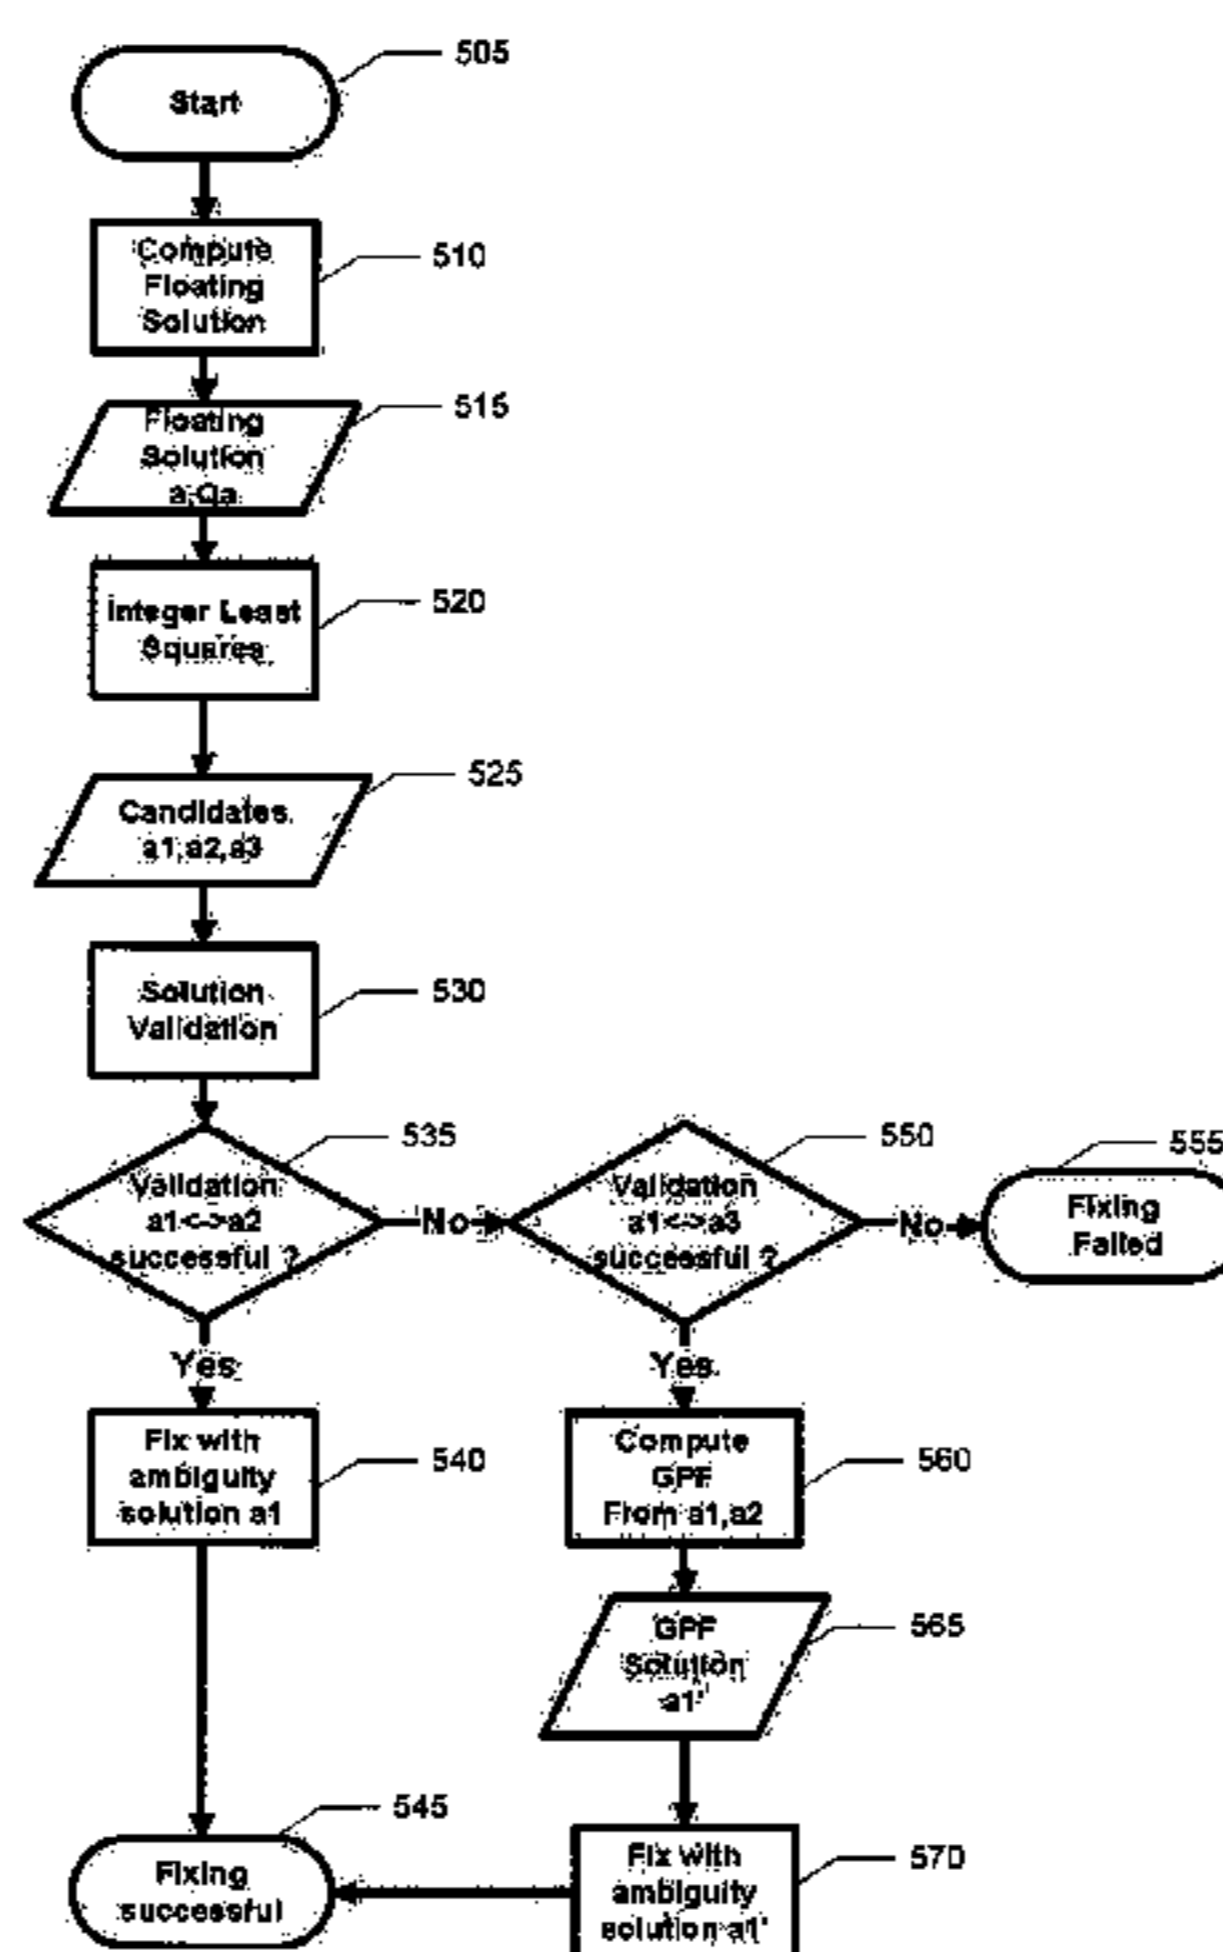 505
Start
Compute
Floating
Solution
510
Floating
Solution
a,Qa
515
Integer Least
Squares
520
Candidates
a1,a2,a3
525
Solution
Validation
530
Validation
a1<->a2
successful ?
535
No
Validation
a1<->a3
successful ?
550
No
Fixing
Failed
555
Yes
Yes
Fix with
ambiguity
solution a1
540
Compute
GPF
From a1,a2
560
GPF
Solution
a1'
565
Fixing
successful
545
Fix with
ambiguity
solution a1'
570